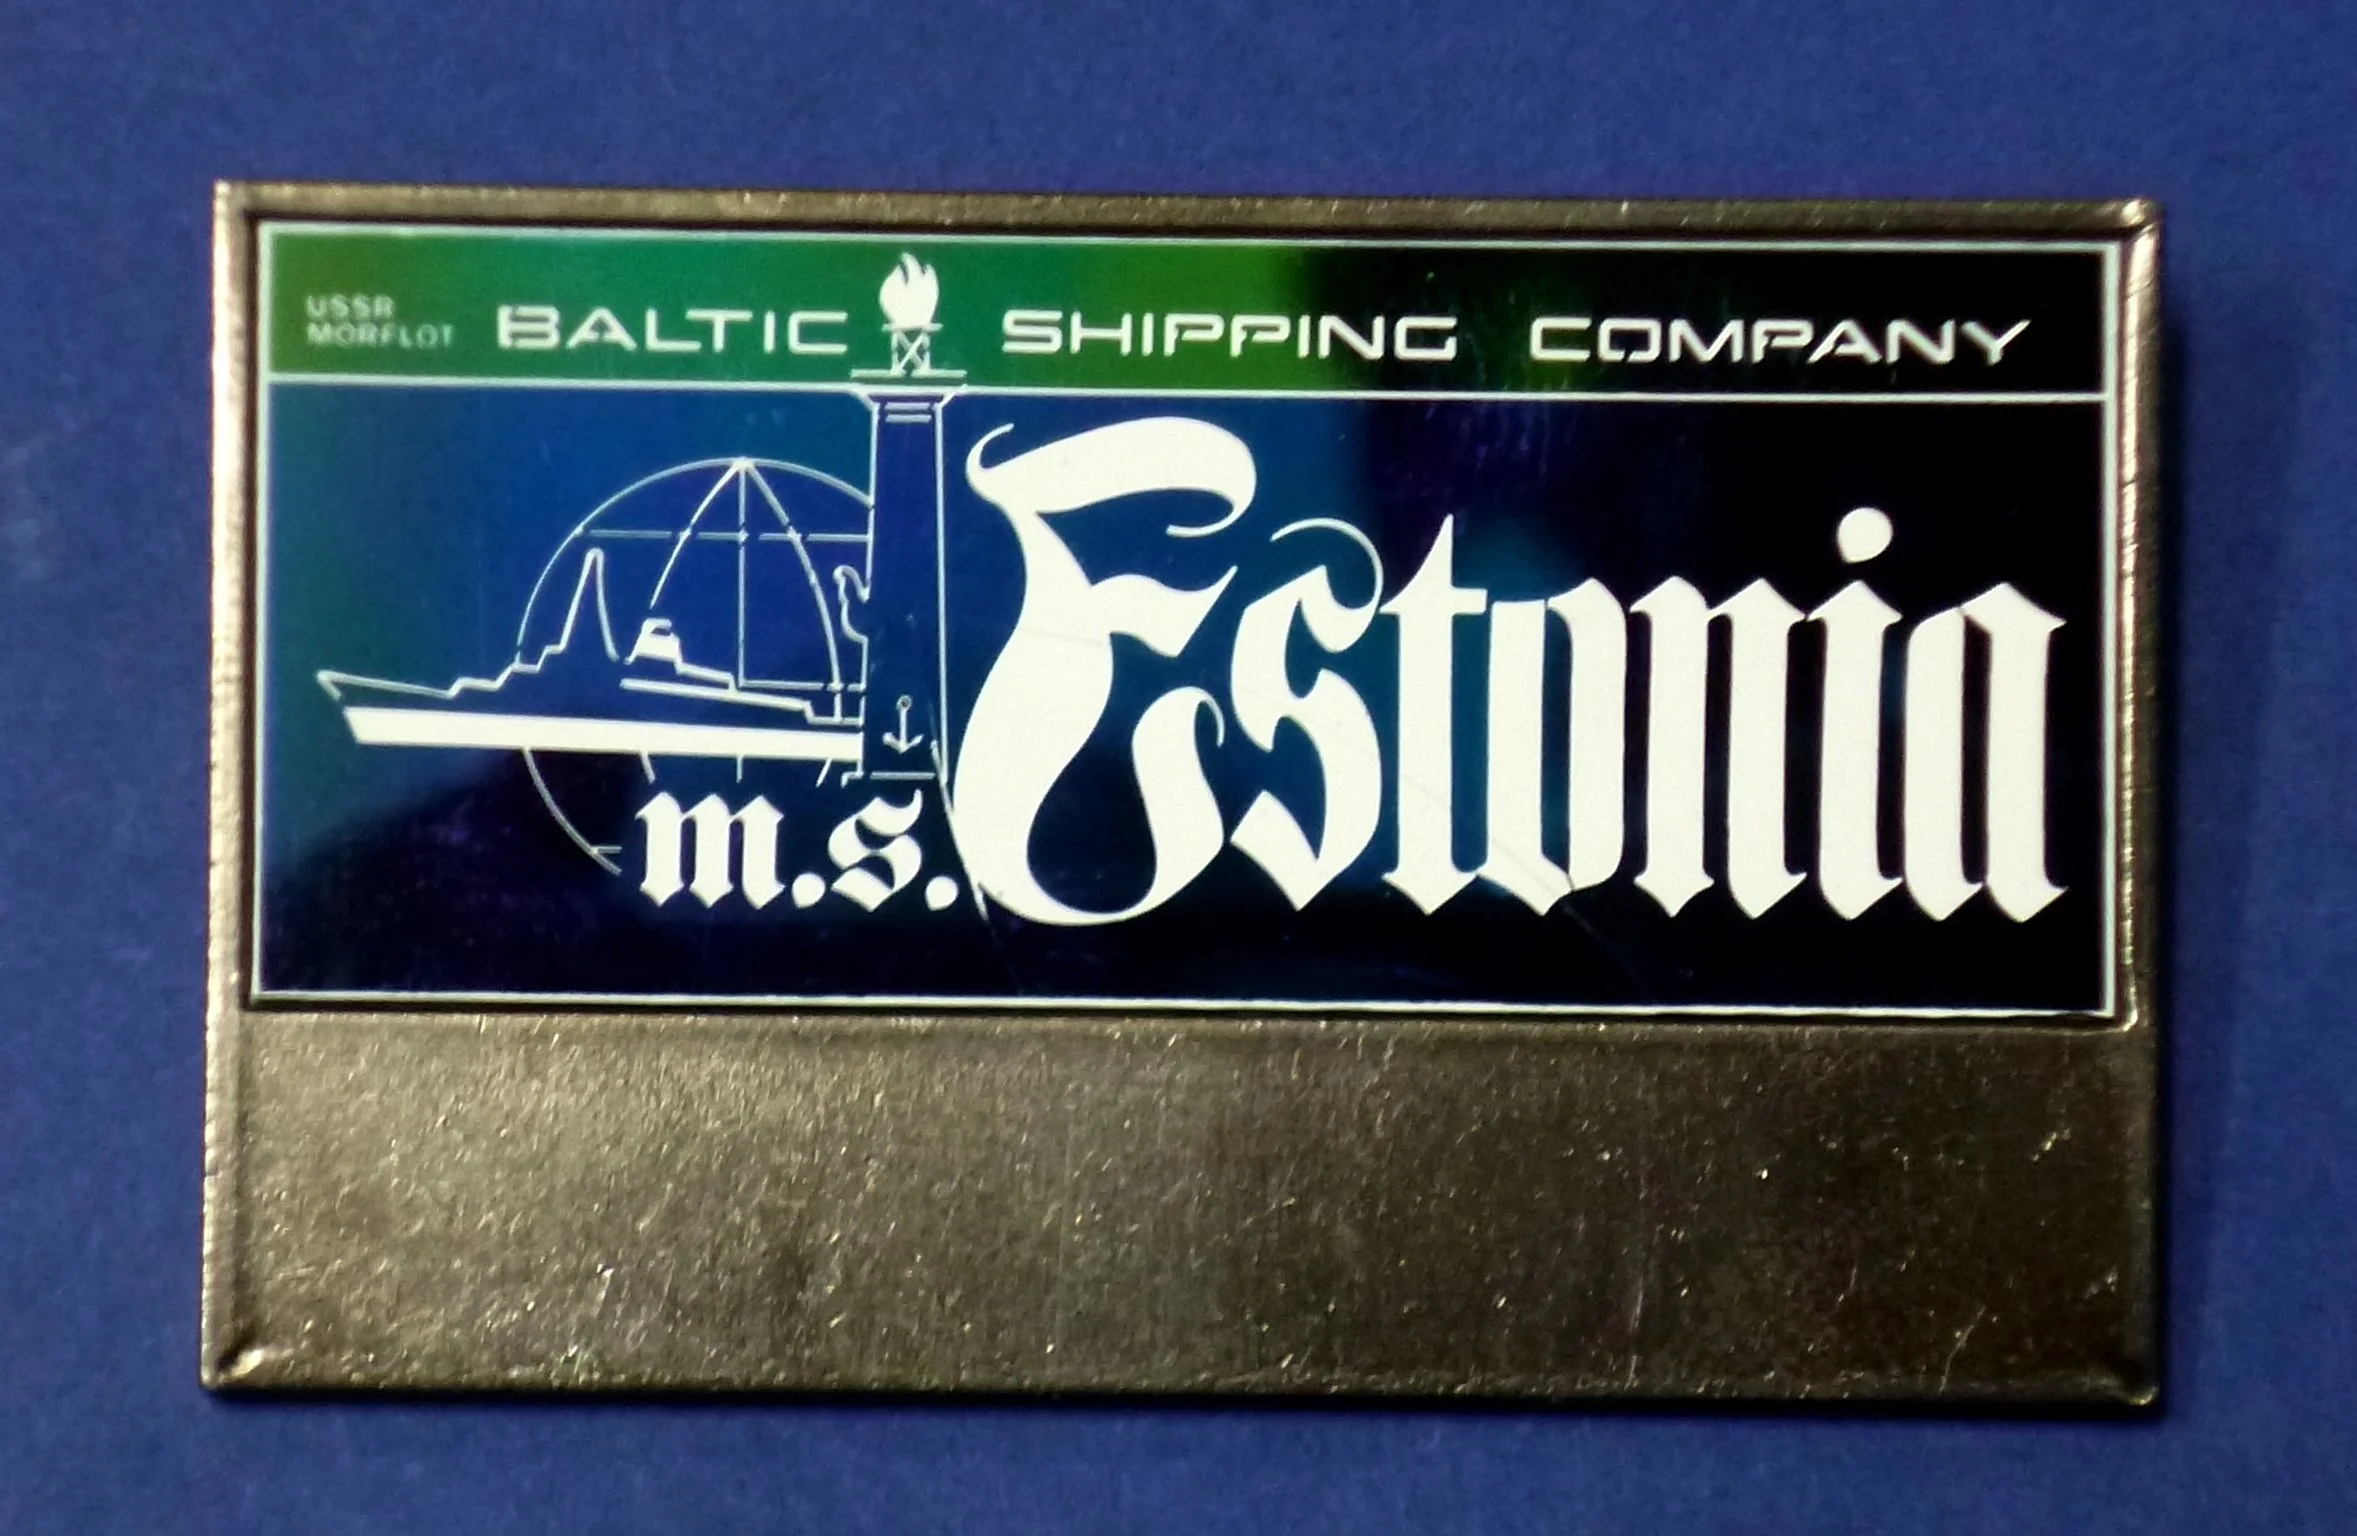 USSR
MORFLOT
BALTIC SHIPPING COMPANY
m.s. Estonia